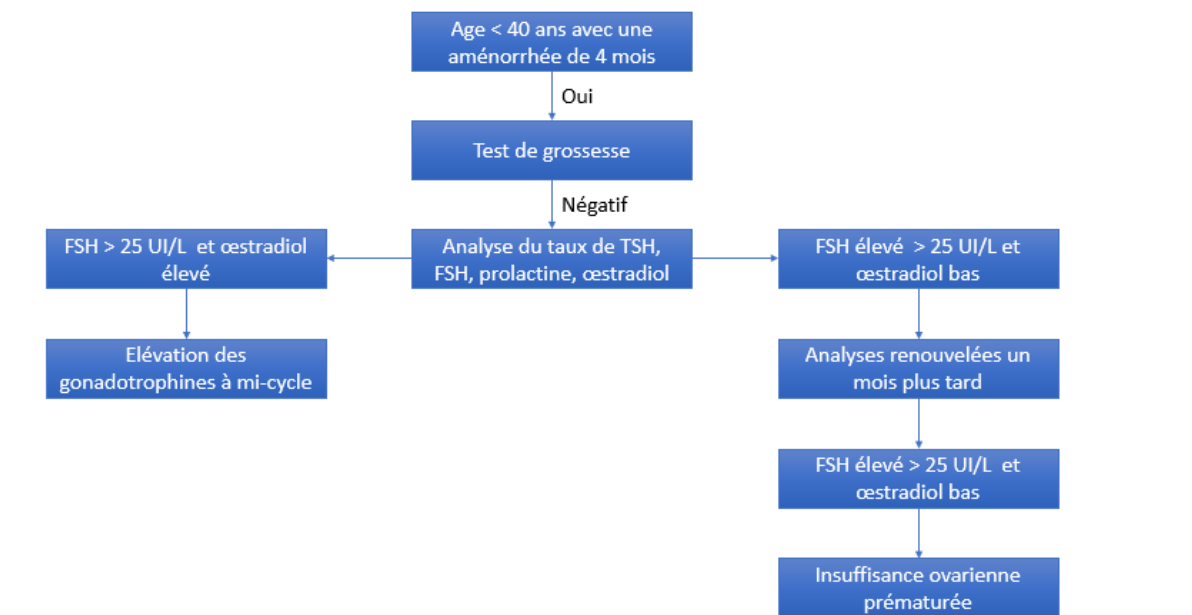 Age < 40 ans avec une
aménorrhée de 4 mois
Oui
Test de grossesse
Négatif
FSH > 25 UI/L et œstradiol
élevé
Analyse du taux de TSH,
FSH, prolactine, œstradiol
FSH élevé > 25 UI/L et
œstradiol bas
Elévation des
gonadotrophines à mi-cycle
Analyses renouvelées un
mois plus tard
FSH élevé > 25 UI/L et
œstradiol bas
Insuffisance ovarienne
prématurée